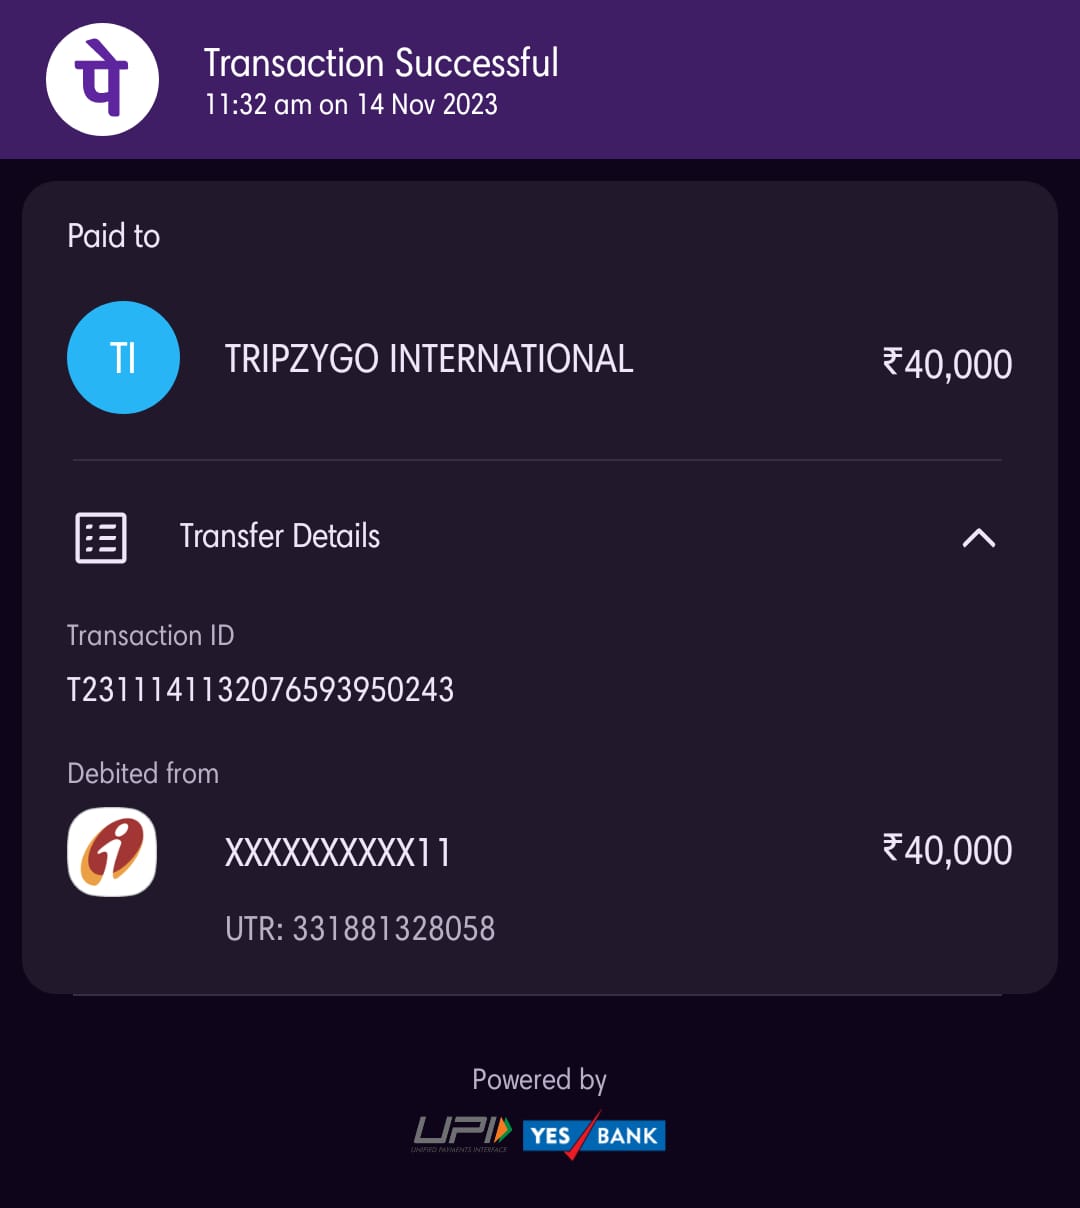 पे
Transaction Successful
11:32 am on 14 Nov 2023
Paid to
TI
TRIPZYGO INTERNATIONAL
₹40,000
Transfer Details
Transaction ID
T2311141132076593950243
Debited from
XXXXXXXXXX11
₹40,000
UTR: 331881328058
Powered by
UPI
UNIFIED PAYMENTS INTERFACE
YES BANK